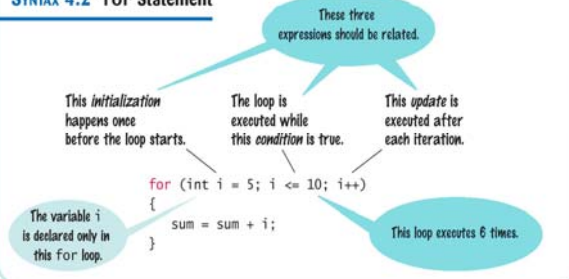 SYNTAX 4.2 for Statement
These three
expressions should be related.
This initialization
happens once
before the loop starts.
The loop is
executed while
this condition is true.
This update is
executed after
each iteration.
for (int i = 5; i <= 10; i++)
{
sum = sum + i;
}
The variable i
is declared only in
this for loop.
This loop executes 6 times.